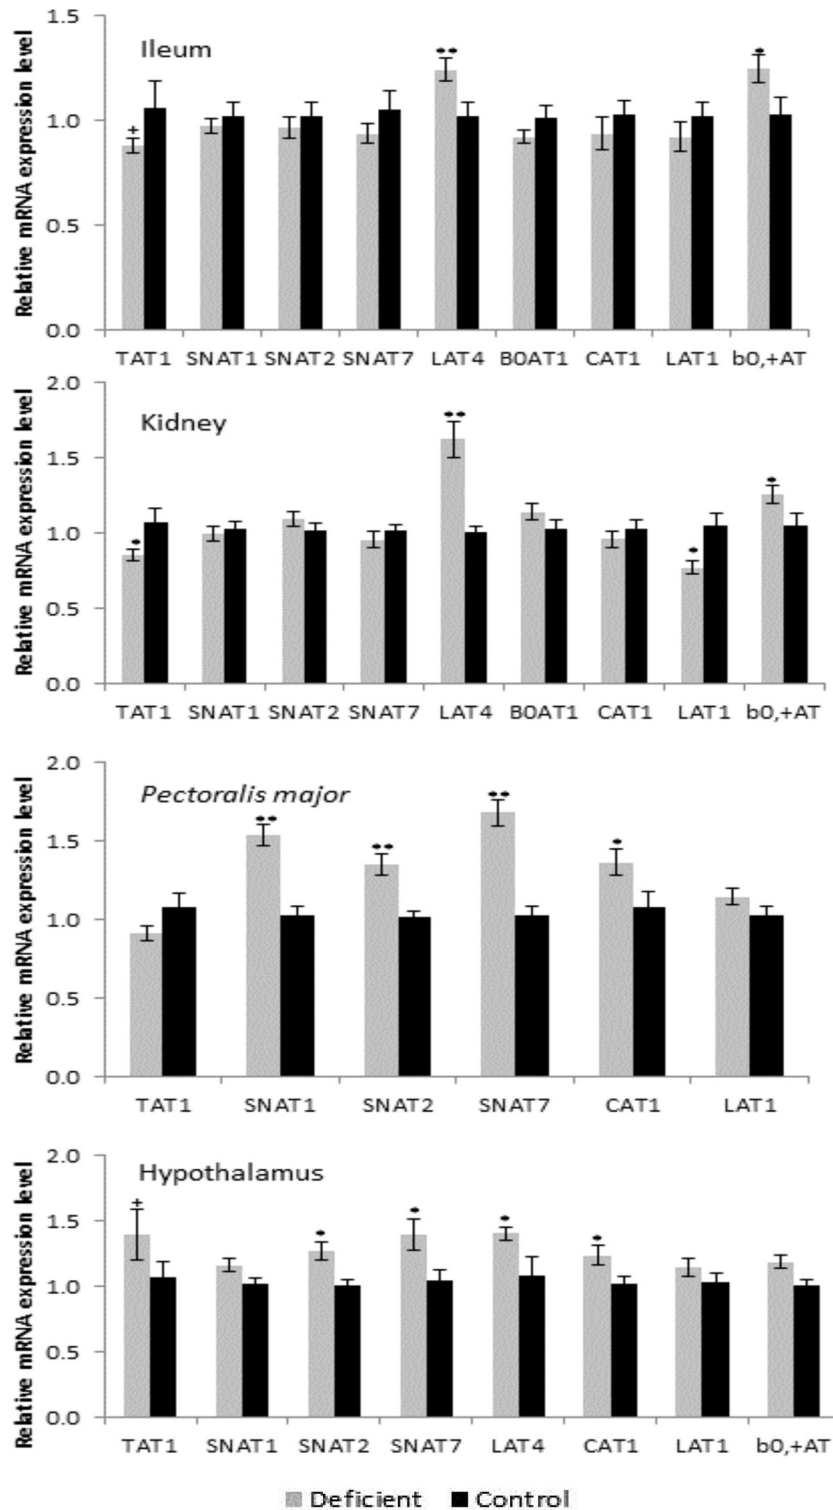 Relative mRNA expression level
1.5
1.0
0.5
0.0
Ileum
+
**
*
TAT1 SNAT1 SNAT2 SNAT7 LAT4 B0AT1 CAT1 LAT1 b0,+AT
Relative mRNA expression level
2.0
1.5
1.0
0.5
0.0
Kidney
*
**
*
*
TAT1 SNAT1 SNAT2 SNAT7 LAT4 B0AT1 CAT1 LAT1 b0,+AT
Relative mRNA expression level
2.0
1.5
1.0
0.5
0.0
Pectoralis major
**
**
**
*
TAT1 SNAT1 SNAT2 SNAT7 CAT1 LAT1
Relative mRNA expression level
2.0
1.5
1.0
0.5
0.0
Hypothalamus
+
*
*
*
*
TAT1 SNAT1 SNAT2 SNAT7 LAT4 CAT1 LAT1 b0,+AT
Deficient Control